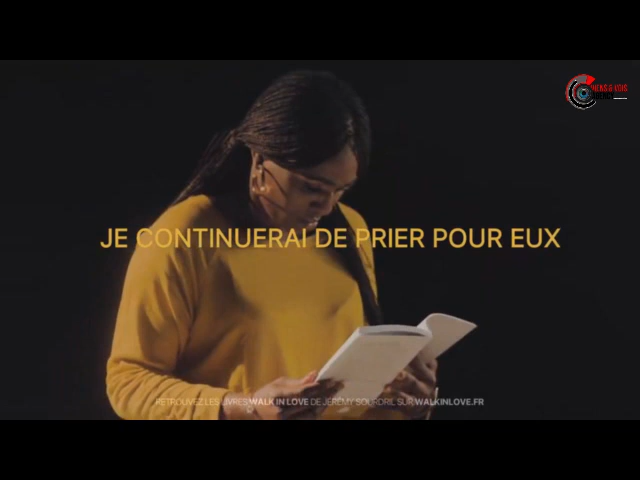 JE CONTINUERAI DE PRIER POUR EUX
RETROUVEZ LES LIVRES WALK IN LOVE DE JÉRÉMY SOURDRIL SUR WALKINLOVE.FR